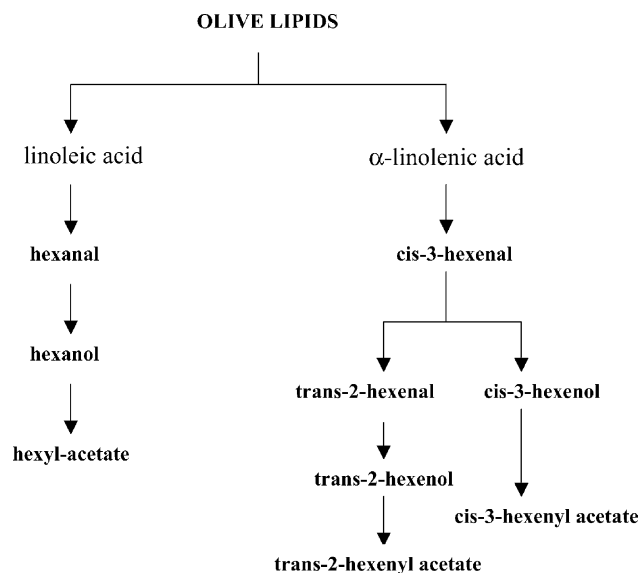 OLIVE LIPIDS
linoleic acid
α-linolenic acid
hexanal
cis-3-hexenal
hexanol
trans-2-hexenal
cis-3-hexenol
hexyl-acetate
trans-2-hexenol
cis-3-hexenyl acetate
trans-2-hexenyl acetate